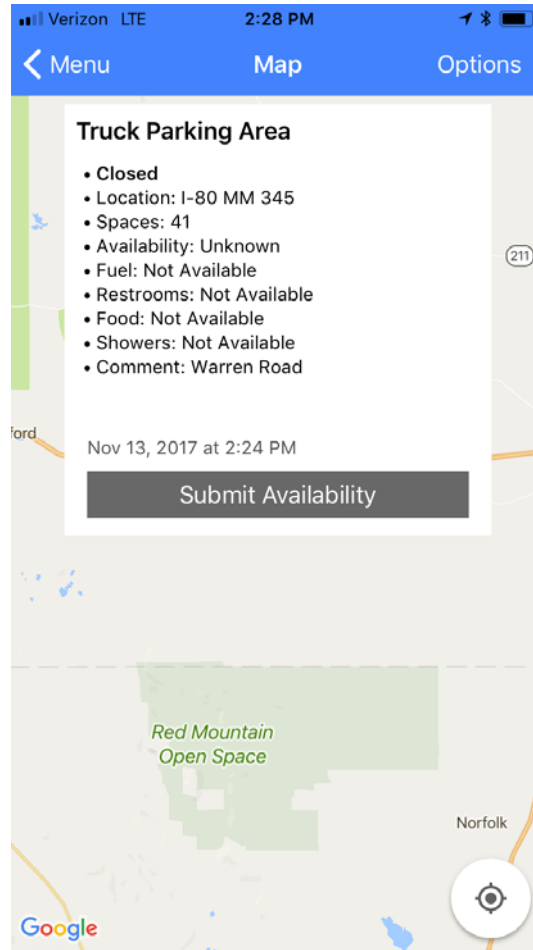 Verizon LTE 2:28 PM
Menu Map Options
Truck Parking Area
• Closed
• Location: I-80 MM 345
• Spaces: 41
• Availability: Unknown
• Fuel: Not Available
• Restrooms: Not Available
• Food: Not Available
• Showers: Not Available
• Comment: Warren Road
211
ford
Nov 13, 2017 at 2:24 PM
Submit Availability
Red Mountain
Open Space
Norfolk
Google